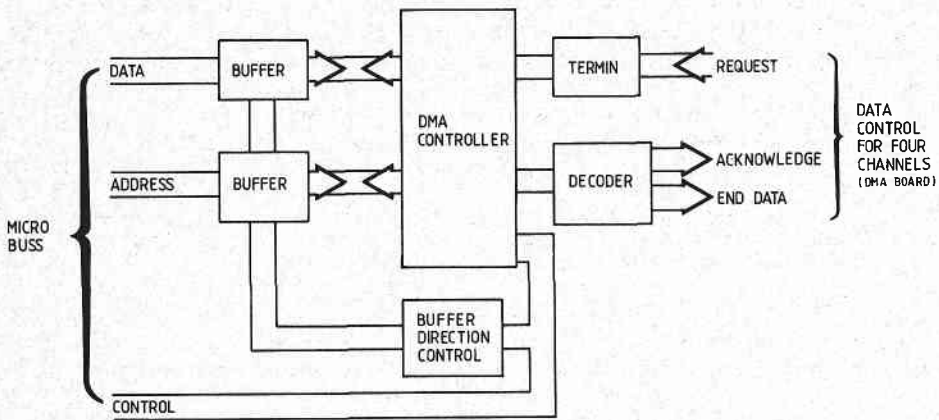 DATA
BUFFER
ADDRESS
BUFFER
MICRO
BUSS
CONTROL
DMA
CONTROLLER
BUFFER
DIRECTION
CONTROL
TERMIN
REQUEST
DECODER
ACKNOWLEDGE
END DATA
DATA
CONTROL
FOR FOUR
CHANNELS
(DMA BOARD)